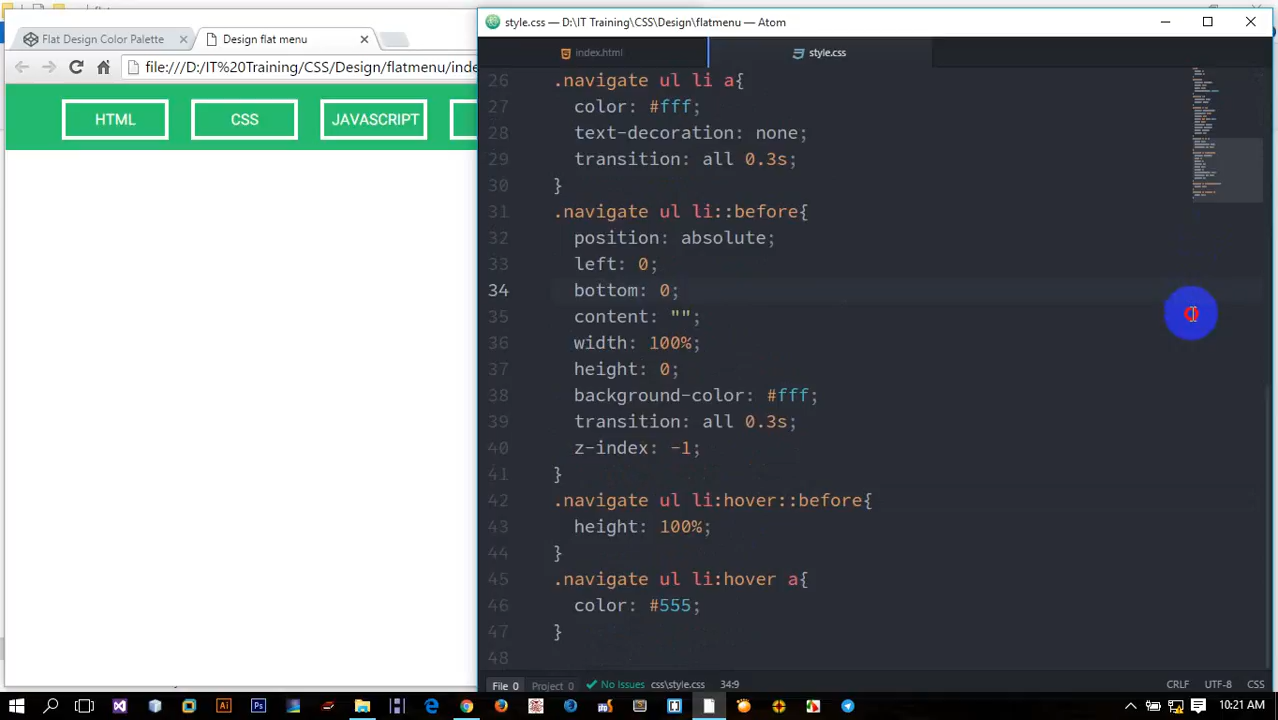 style.css — D:\IT Training\CSS\Design\flatmenu — Atom
Flat Design Color Palette
Design flat menu
index.html
style.css
file:///D:/IT%20Training/CSS/Design/flatmenu/inde
HTML
CSS
JAVASCRIPT
26 .navigate ul li a{
27 color: #fff;
28 text-decoration: none;
29 transition: all 0.3s;
30 }
31 .navigate ul li::before{
32 position: absolute;
33 left: 0;
34 bottom: 0;
35 content: "";
36 width: 100%;
37 height: 0;
38 background-color: #fff;
39 transition: all 0.3s;
40 z-index: -1;
41 }
42 .navigate ul li:hover::before{
43 height: 100%;
44 }
45 .navigate ul li:hover a{
46 color: #555;
47 }
48
File 0 Project 0 No Issues css\style.css 34:9 CRLF UTF-8 CSS
10:21 AM